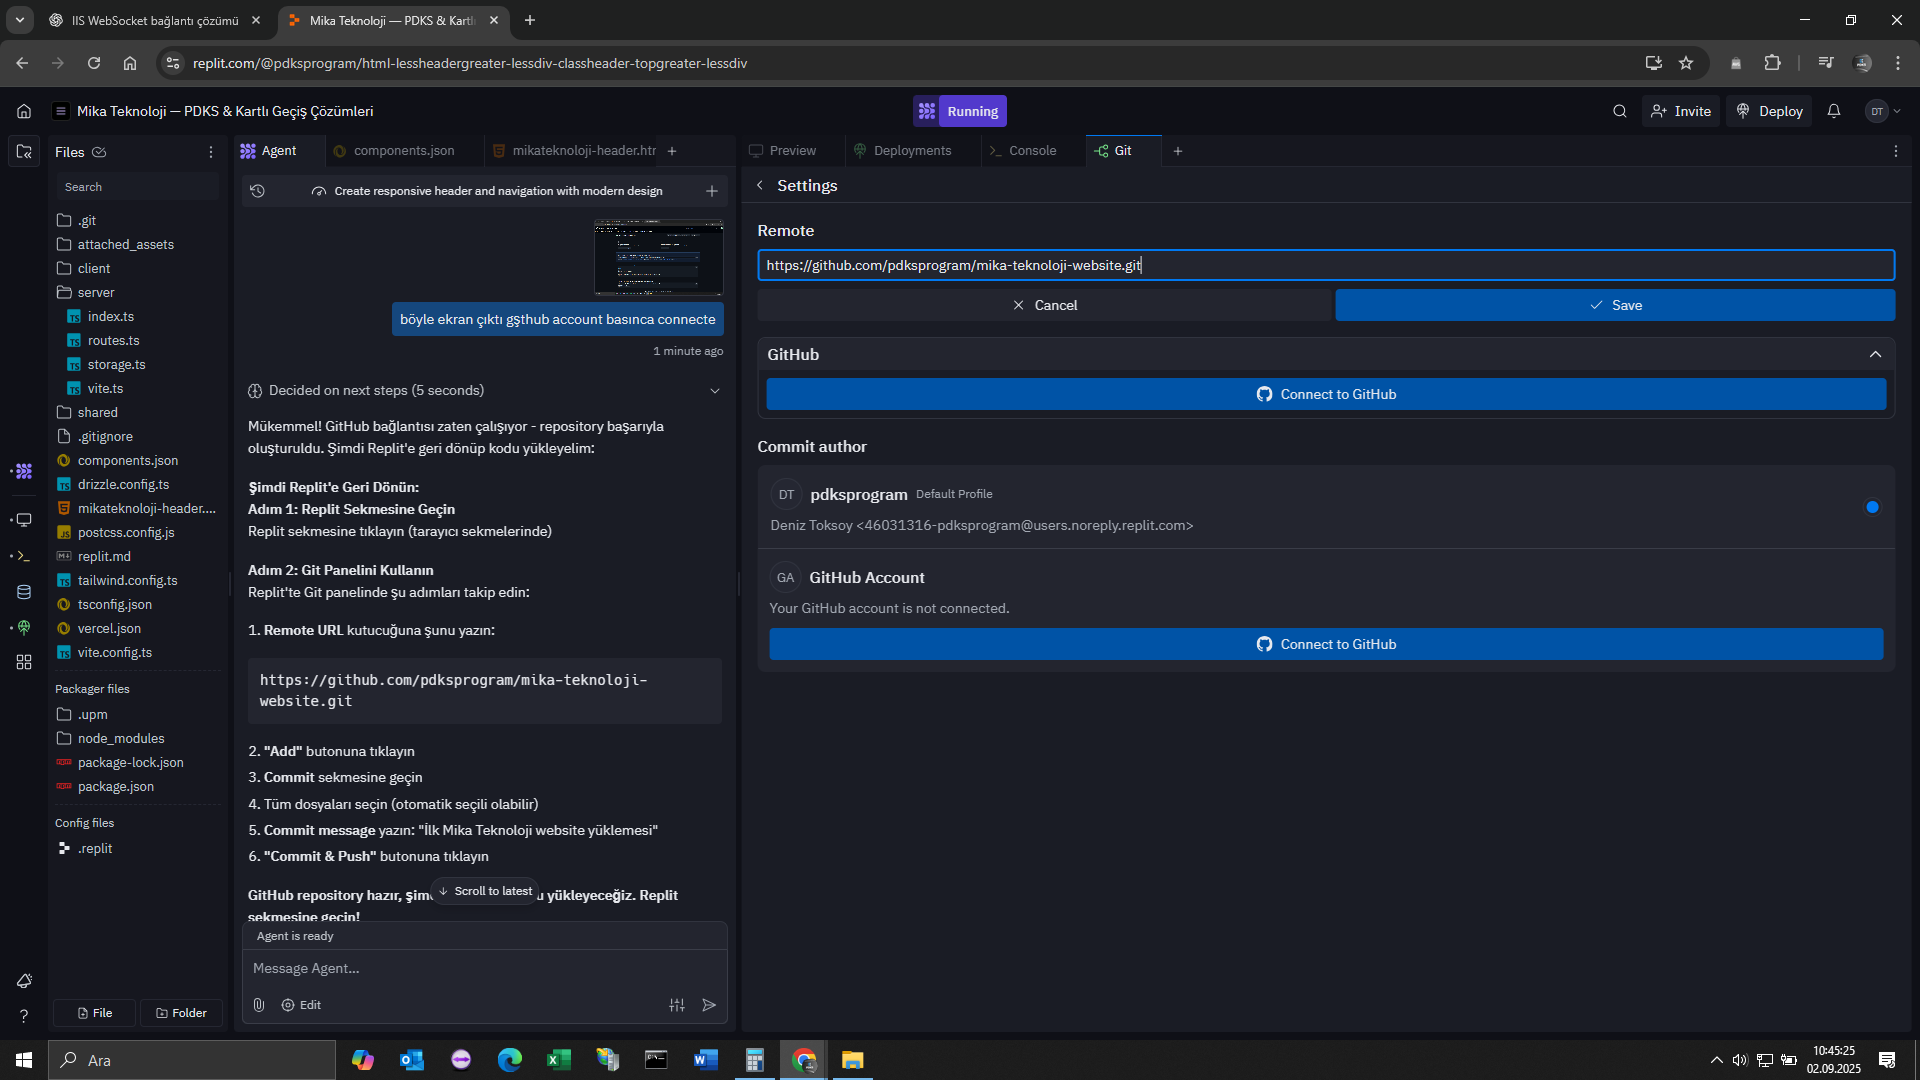 IIS WebSocket bağlantı çözümü
Mika Teknoloji — PDKS & Kartlı
replit.com/@pdksprogram/html-lessheadergreater-lessdiv-classheader-topgreater-lessdiv
Mika Teknoloji — PDKS & Kartlı Geçiş Çözümleri
Running
Invite
Deploy
DT
Files
Search
.git
attached_assets
client
server
index.ts
routes.ts
storage.ts
vite.ts
shared
.gitignore
components.json
drizzle.config.ts
mikateknoloji-header....
postcss.config.js
replit.md
tailwind.config.ts
tsconfig.json
vercel.json
vite.config.ts
Packager files
.upm
node_modules
package-lock.json
package.json
Config files
.replit
File
Folder
Agent
components.json
mikateknoloji-header.htm
Create responsive header and navigation with modern design
böyle ekran çıktı gşthub account basınca connecte
1 minute ago
Decided on next steps (5 seconds)
Mükemmel! GitHub bağlantısı zaten çalışıyor - repository başarıyla
oluşturuldu. Şimdi Replit'e geri dönüp kodu yükleyelim:
Şimdi Replit'e Geri Dönün:
Adım 1: Replit Sekmesine Geçin
Replit sekmesine tıklayın (tarayıcı sekmelerinde)
Adım 2: Git Panelini Kullanın
Replit'te Git panelinde şu adımları takip edin:
1. Remote URL kutucuğuna şunu yazın:
https://github.com/pdksprogram/mika-teknoloji-
website.git
2. "Add" butonuna tıklayın
3. Commit sekmesine geçin
4. Tüm dosyaları seçin (otomatik seçili olabilir)
5. Commit message yazın: "İlk Mika Teknoloji website yüklemesi"
6. "Commit & Push" butonuna tıklayın
GitHub repository hazır, şim
Scroll to latest
yükleyeceğiz. Replit
sekmesine geçin!
Agent is ready
Message Agent...
Edit
Preview
Deployments
Console
Git
Settings
Remote
https://github.com/pdksprogram/mika-teknoloji-website.git
Cancel
Save
GitHub
Connect to GitHub
Commit author
DT
pdksprogram Default Profile
Deniz Toksoy <46031316-pdksprogram@users.noreply.replit.com>
GA
GitHub Account
Your GitHub account is not connected.
Connect to GitHub
Ara
10:45:25
02.09.2025